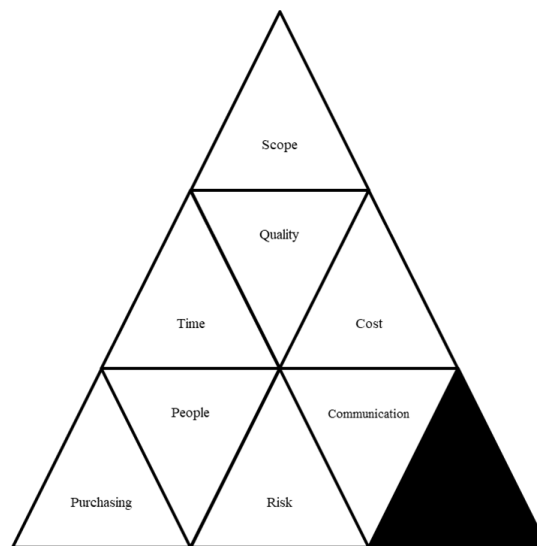 Scope
Quality
Time
Cost
People
Communication
Purchasing
Risk